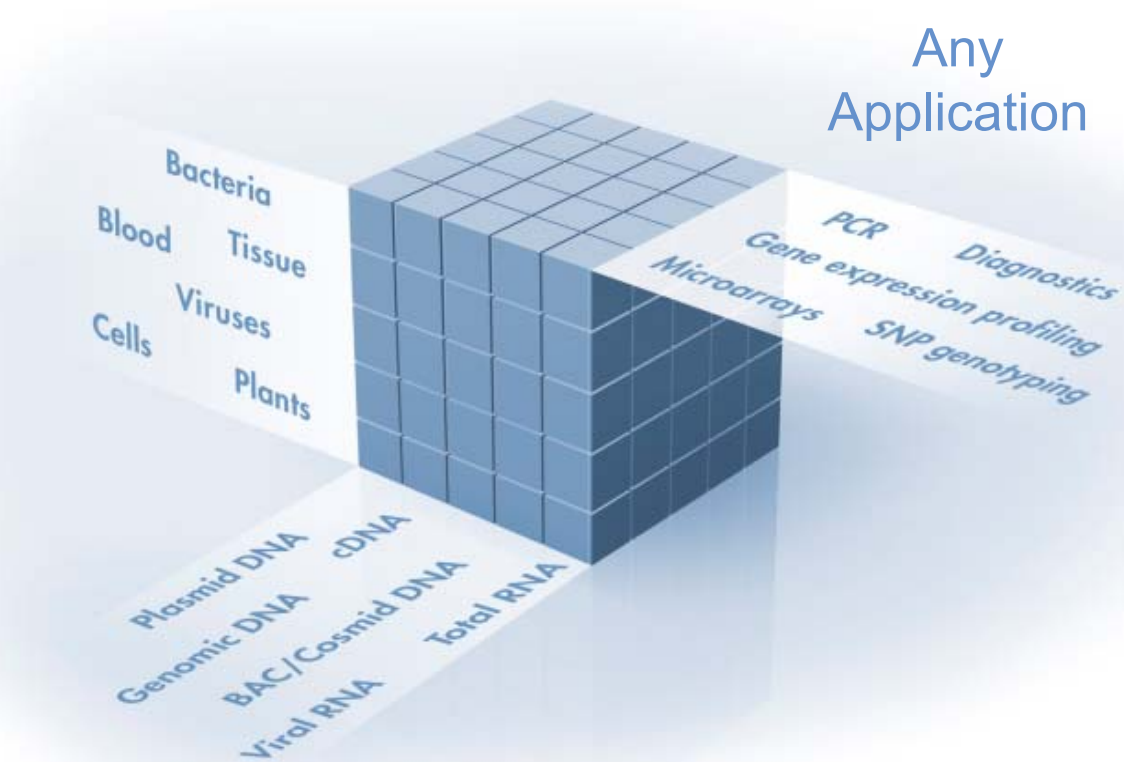 Any
Application
Bacteria
Blood Tissue
Viruses
Cells
Plants
PCR Diagnostics
Gene expression profiling
Microarrays SNP genotyping
Plasmid DNA cDNA
Genomic DNA
BAC/Cosmid DNA
Viral RNA Total RNA